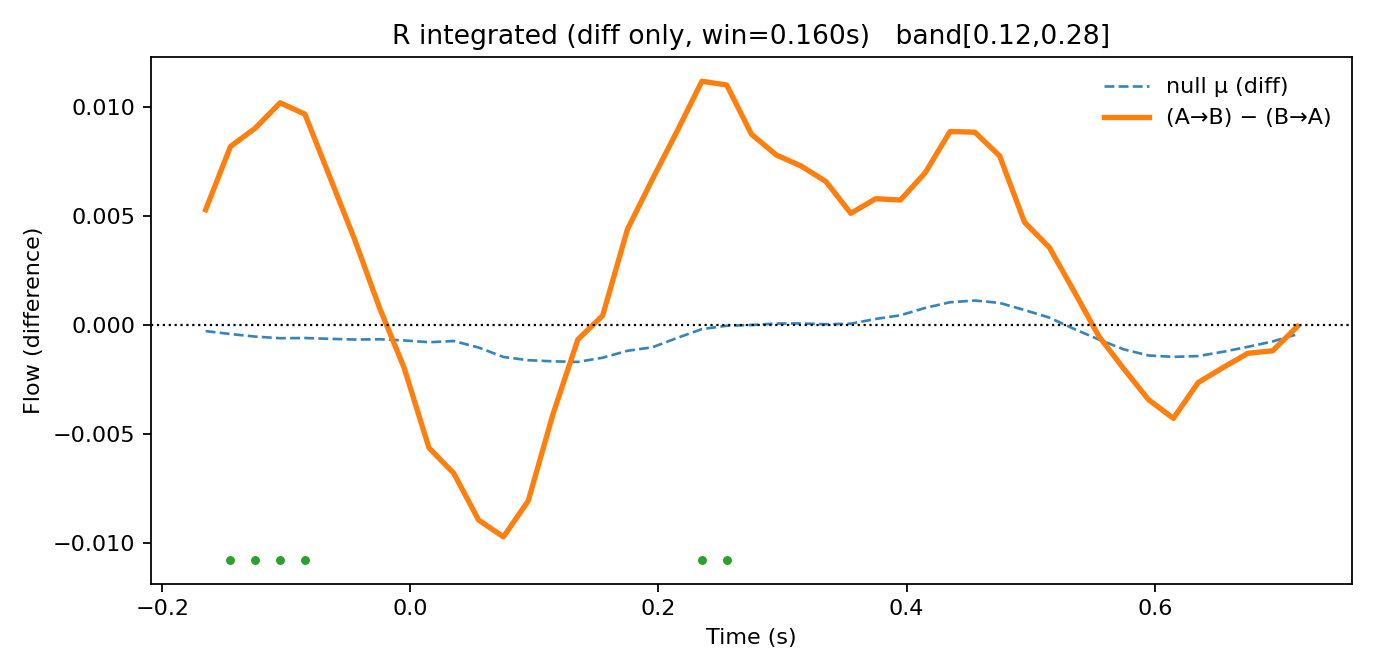 R integrated (diff only, win=0.160s)   band[0.12,0.28]
null μ (diff)
(A→B) − (B→A)
Flow (difference)
0.010
0.005
0.000
−0.005
−0.010
−0.2
0.0
0.2
0.4
0.6
Time (s)